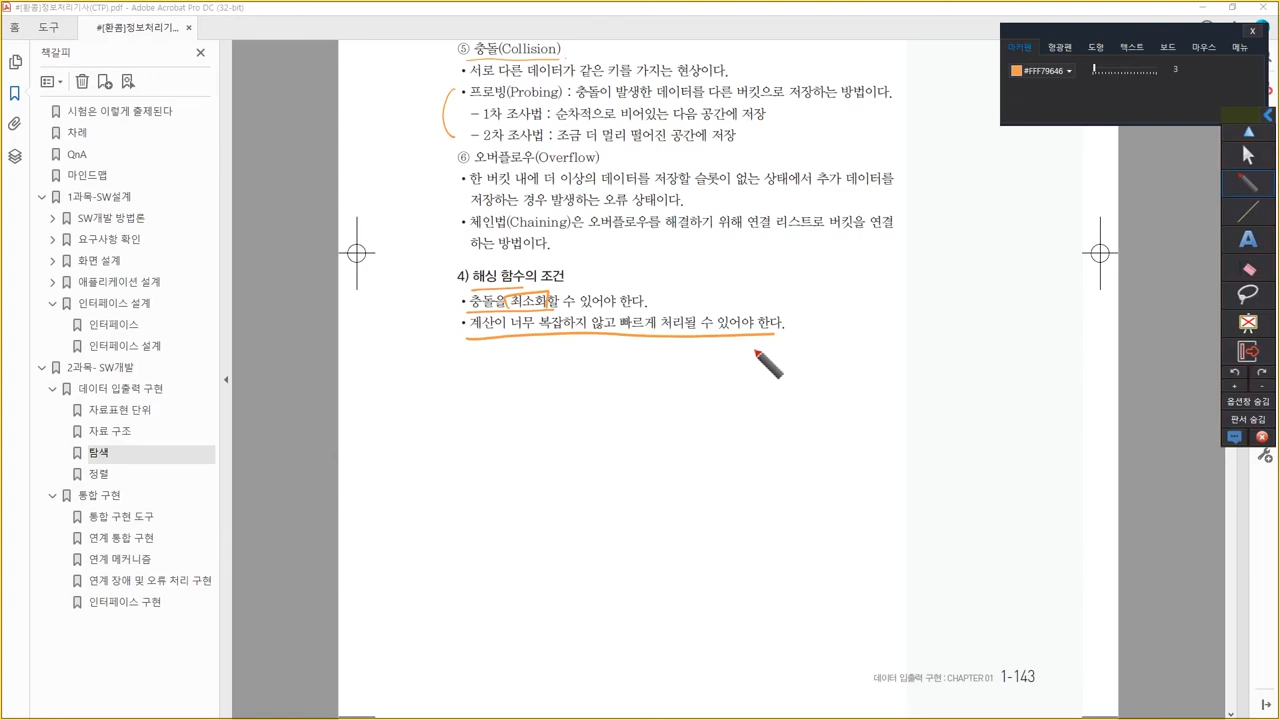 #[환콤]정보처리기사(CTP).pdf - Adobe Acrobat Pro DC (32-bit)
홈
도구
#[환콤]정보처리기...
책갈피
시험은 이렇게 출제된다
차례
QnA
마인드맵
1과목-SW설계
SW개발 방법론
요구사항 확인
화면 설계
애플리케이션 설계
인터페이스 설계
인터페이스
인터페이스 설계
2과목- SW개발
데이터 입출력 구현
자료표현 단위
자료 구조
탐색
정렬
통합 구현
통합 구현 도구
연계 통합 구현
연계 메커니즘
연계 장애 및 오류 처리 구현
인터페이스 구현
⑤ 충돌(Collision)
• 서로 다른 데이터가 같은 키를 가지는 현상이다.
• 프로빙(Probing) : 충돌이 발생한 데이터를 다른 버킷으로 저장하는 방법이다.
- 1차 조사법 : 순차적으로 비어있는 다음 공간에 저장
- 2차 조사법 : 조금 더 멀리 떨어진 공간에 저장
⑥ 오버플로우(Overflow)
• 한 버킷 내에 더 이상의 데이터를 저장할 슬롯이 없는 상태에서 추가 데이터를
저장하는 경우 발생하는 오류 상태이다.
• 체인법(Chaining)은 오버플로우를 해결하기 위해 연결 리스트로 버킷을 연결
하는 방법이다.
4) 해싱 함수의 조건
• 충돌을 최소화할 수 있어야 한다.
• 계산이 너무 복잡하지 않고 빠르게 처리될 수 있어야 한다.
데이터 입출력 구현 : CHAPTER 01 1-143
마커펜 형광펜 도형 텍스트 보드 마우스 메뉴
#FFF79646
3
옵션창 숨김
판서 숨김